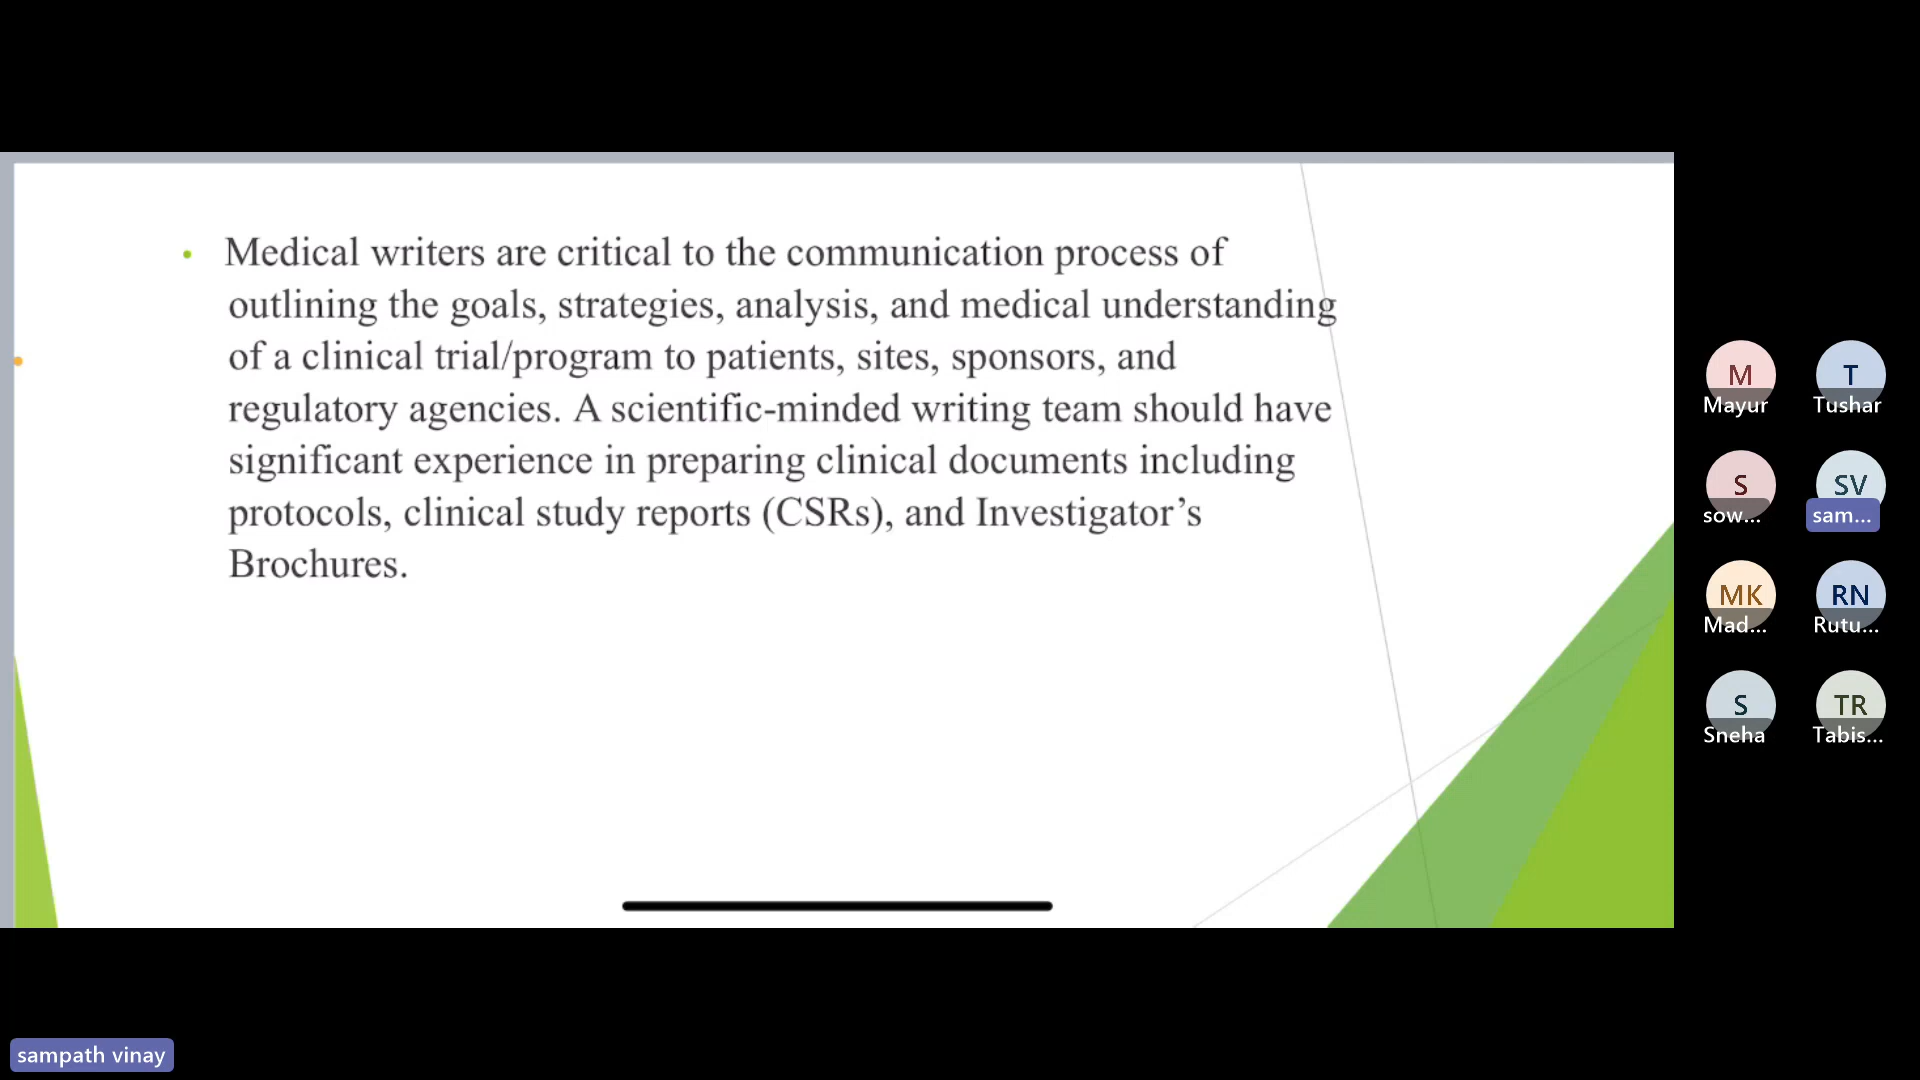 Medical writers are critical to the communication process of
outlining the goals, strategies, analysis, and medical understanding
of a clinical trial/program to patients, sites, sponsors, and
regulatory agencies. A scientific-minded writing team should have
significant experience in preparing clinical documents including
protocols, clinical study reports (CSRs), and Investigator’s
Brochures.
M
Mayur
T
Tushar
S
sow...
SV
sam...
MK
Mad...
RN
Rutu...
S
Sneha
TR
Tabis...
sampath vinay